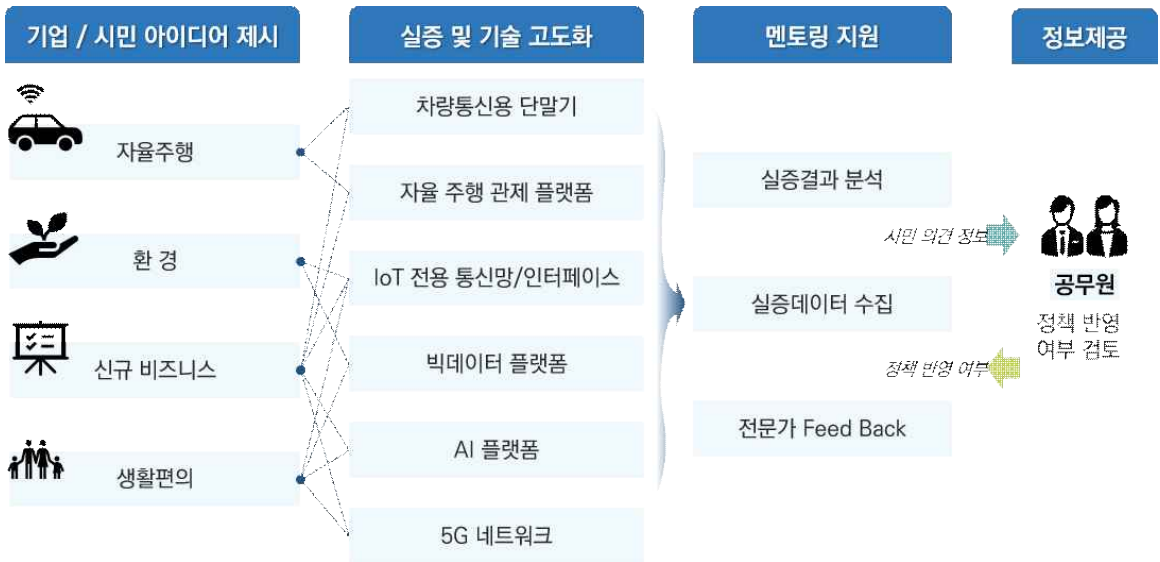 기업 / 시민 아이디어 제시
자율주행
환 경
신규 비즈니스
생활편의
실증 및 기술 고도화
차량통신용 단말기
자율 주행 관제 플랫폼
IoT 전용 통신망/인터페이스
빅데이터 플랫폼
AI 플랫폼
5G 네트워크
멘토링 지원
실증결과 분석
실증데이터 수집
전문가 Feed Back
시민 의견 정보
정책 반영 여부
정보제공
공무원
정책 반영
여부 검토